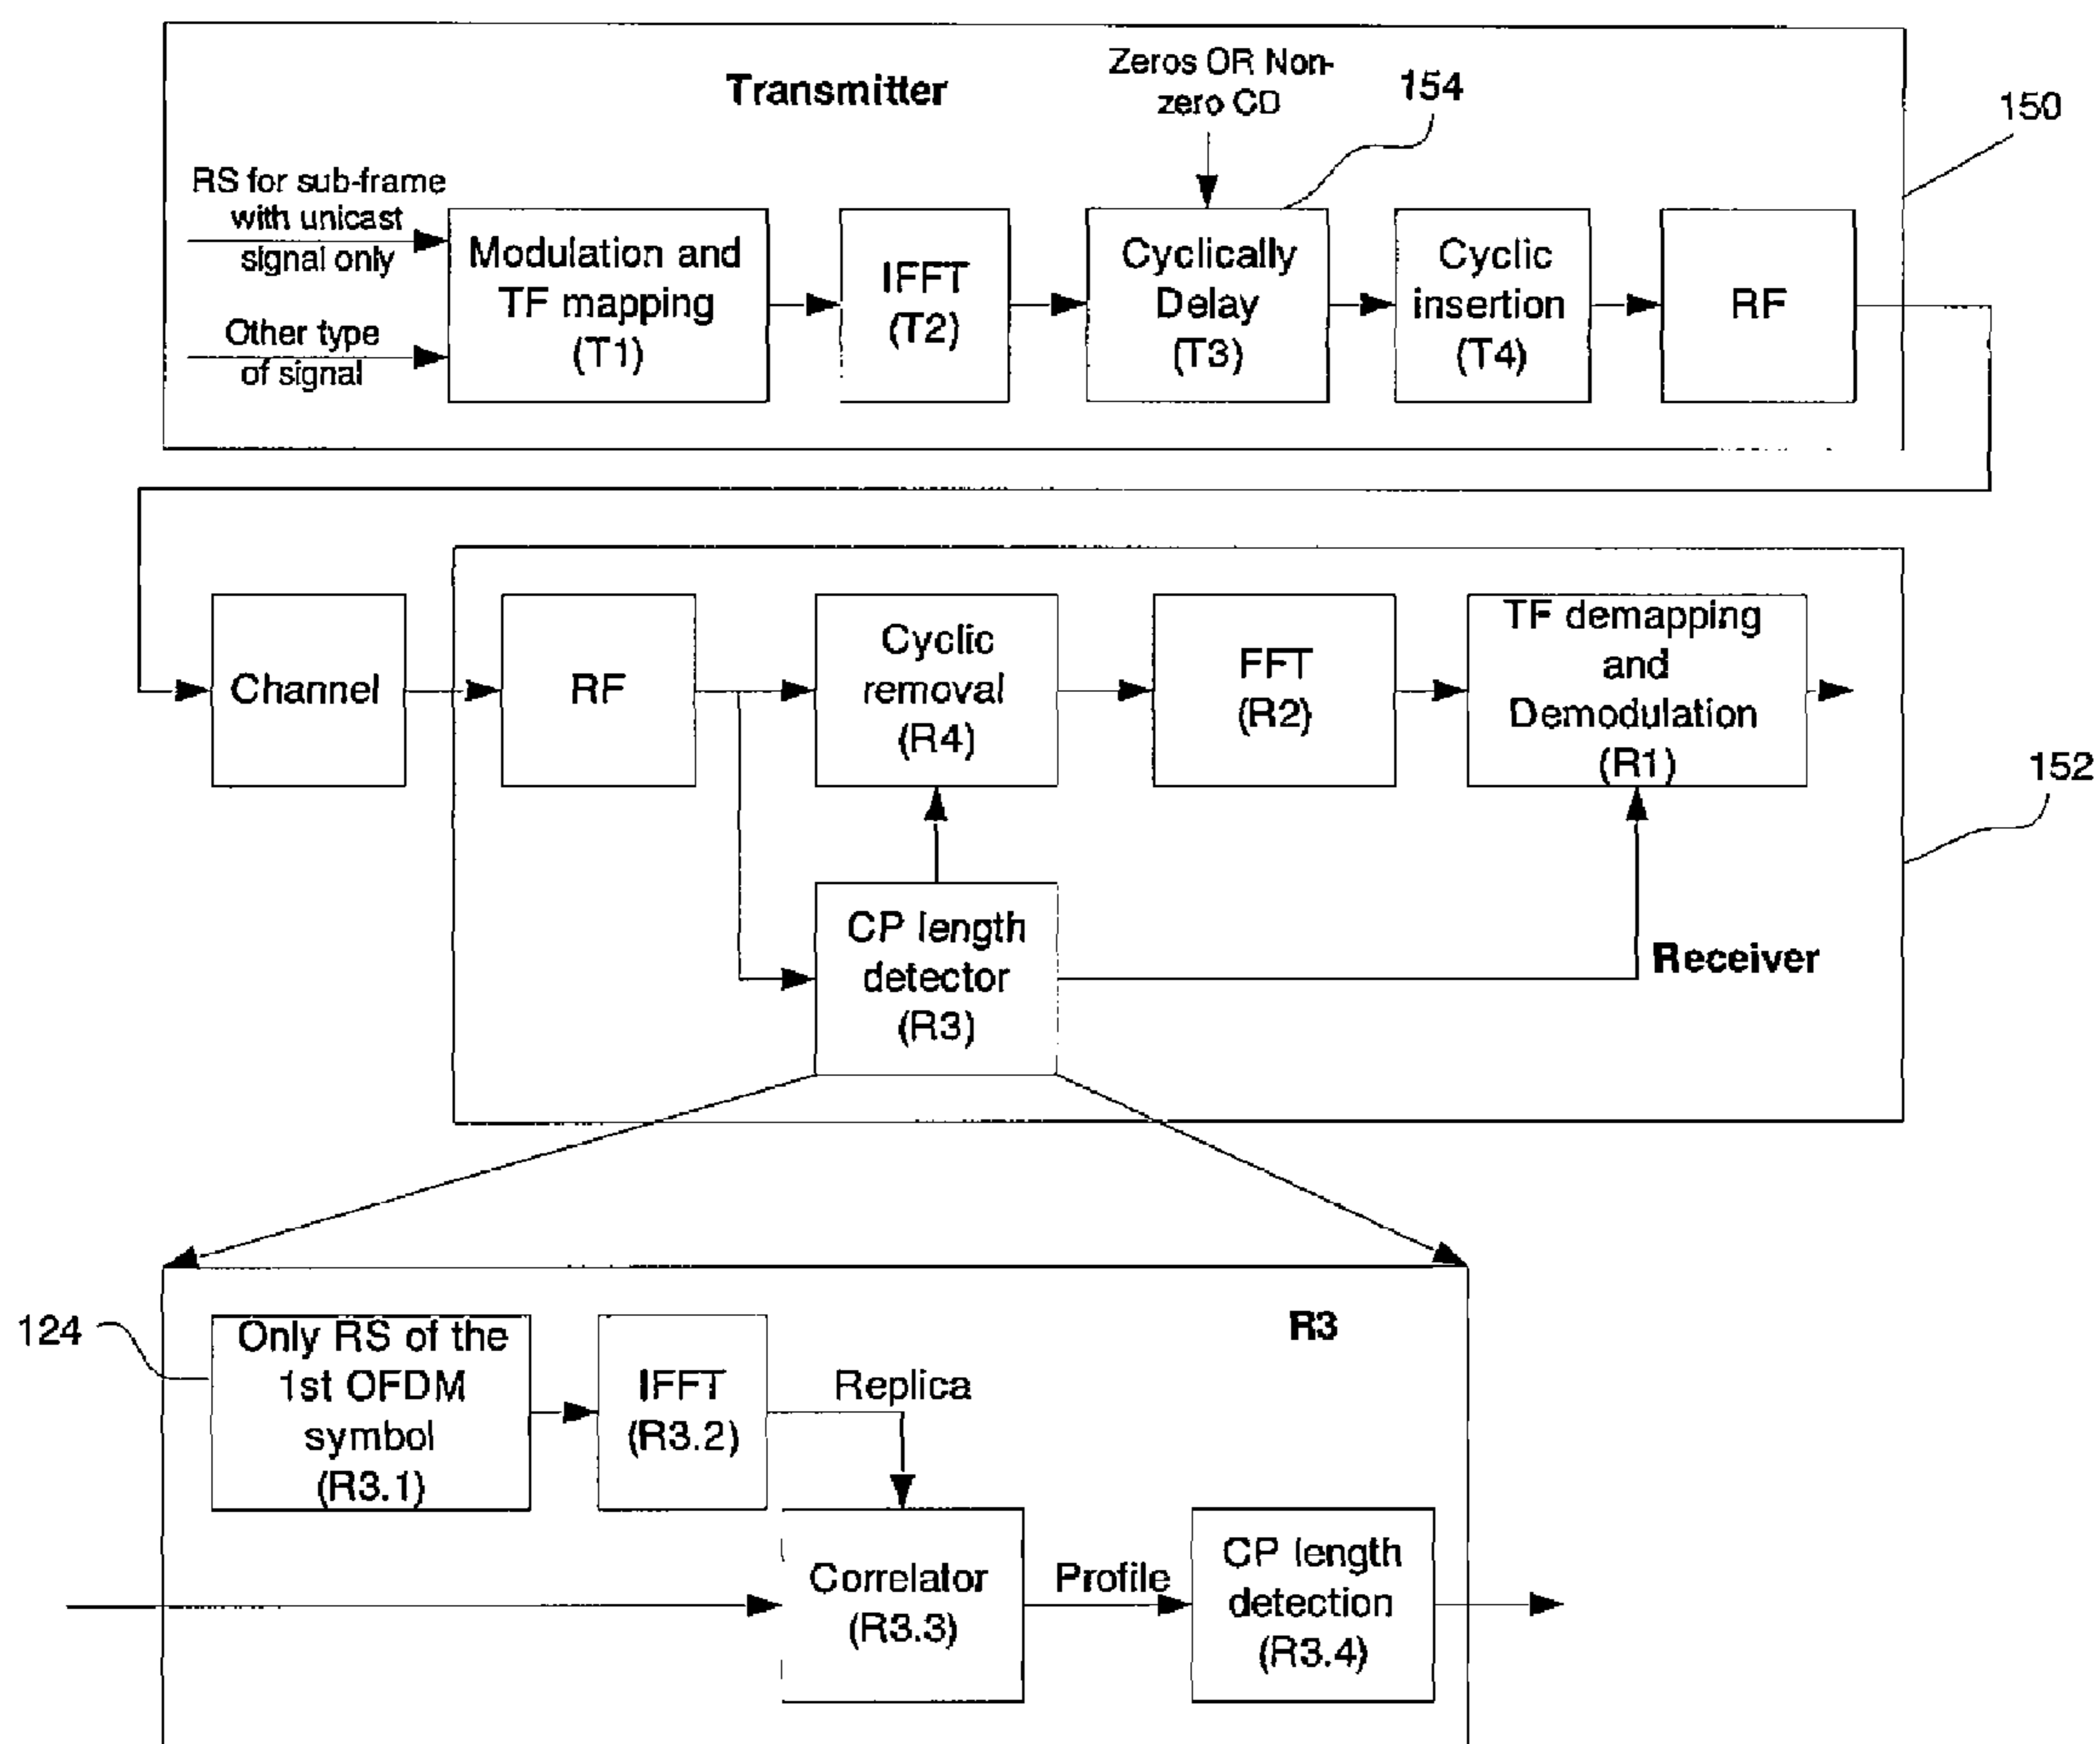 Transmitter
Zeros OR Non-
zero CD
154
150
RS for sub-frame
with unicast
signal only
Other type
of signal
Modulation and
TF mapping
(T1)
IFFT
(T2)
Cyclically
Delay
(T3)
Cyclic
insertion
(T4)
RF
Channel
RF
Cyclic
removal
(R4)
FFT
(R2)
TF demapping
and
Demodulation
(R1)
152
CP length
detector
(R3)
Receiver
124
Only RS of the
1st OFDM
symbol
(R3.1)
IFFT
(R3.2)
Replica
R3
Correlator
(R3.3)
Profile
CP length
detection
(R3.4)